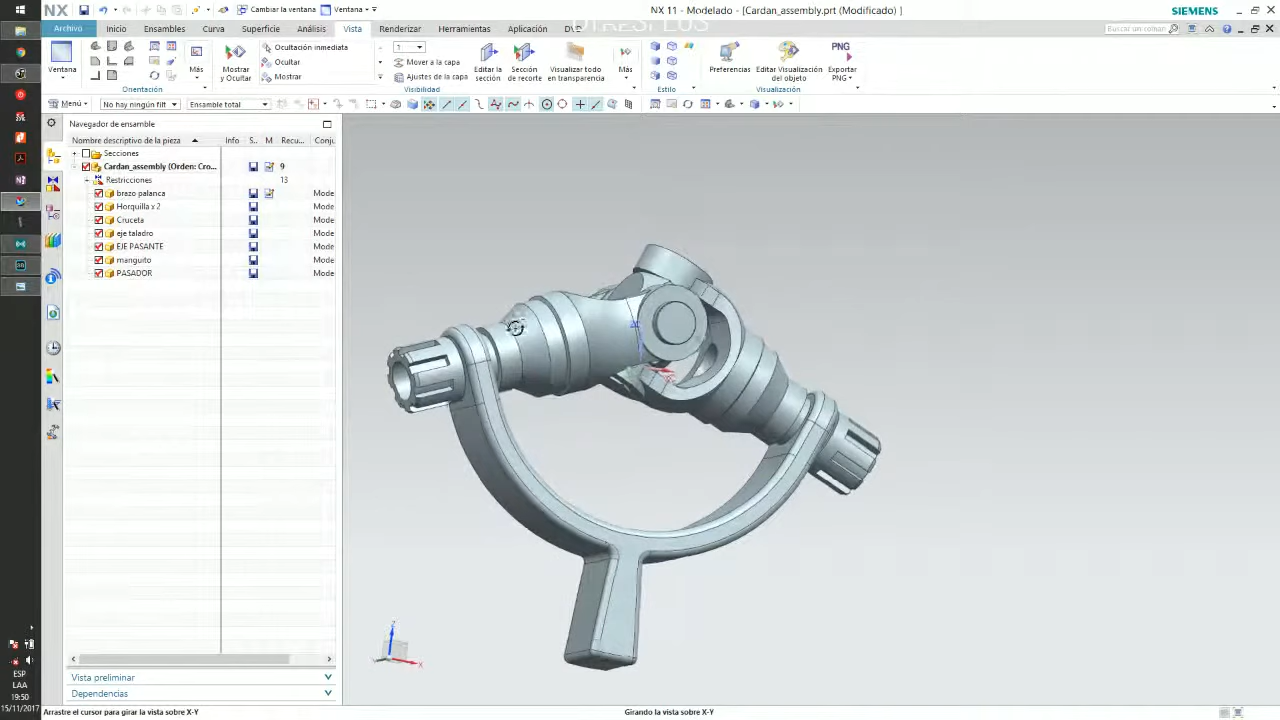 NX 11 - Modelado - [Cardan_assembly.prt (Modificado) ]
SIEMENS
Cambiar la ventana
Ventana
Archivo
Inicio
Ensambles
Curva
Superficie
Análisis
Vista
Renderizar
Herramientas
Aplicación
Buscar un comán
Ventana
Más
Orientación
Mostrar y Ocultar
Ocultación inmediata
Ocultar
Mostrar
1
Mover a la capa
Ajustes de la capa
Visibilidad
Editar la sección
Sección de recorte
Visualizar todo en transparencia
Más
Estilo
Preferencias
Editar Visualización del objeto
PNG
Exportar PNG
Visualización
Menú
No hay ningún filt
Ensamble total
Navegador de ensamble
Nombre descriptivo de la pieza
Info
S..
M
Recu...
Conju
Secciones
Cardan_assembly (Orden: Cro...
9
Restricciones
13
brazo palanca
Mode
Horquilla x 2
Mode
Cruceta
Mode
eje taladro
Mode
EJE PASANTE
Mode
manguito
Mode
PASADOR
Mode
Z
X
Vista preliminar
Dependencias
ESP
LAA
19:50
15/11/2017
Arrastre el cursor para girar la vista sobre X-Y
Girando la vista sobre X-Y